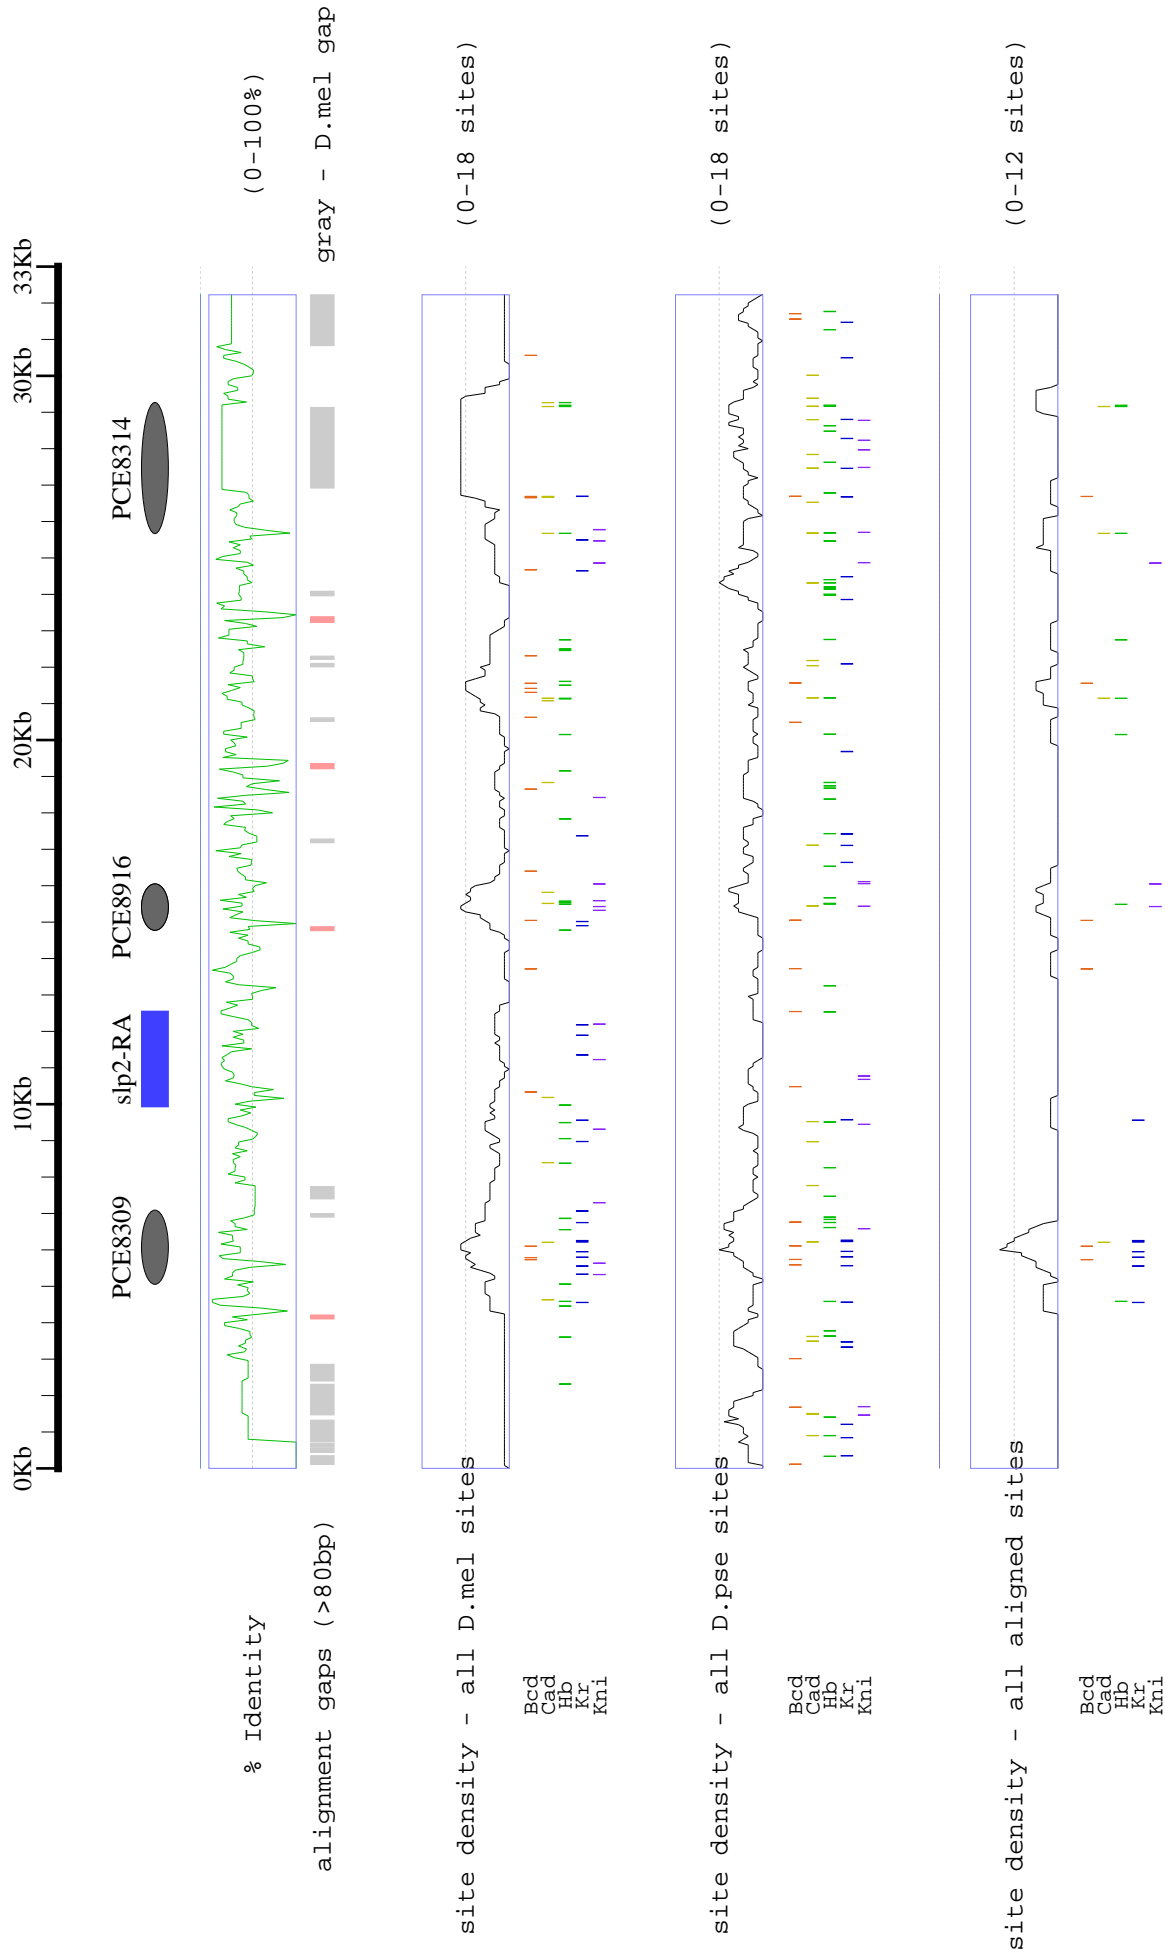 0Kb 10Kb 20Kb 30Kb 33Kb
PCE8309 slp2-RA PCE8916 PCE8314
% Identity (0-100%)
alignment gaps (>80bp) gray - D.mel gap
site density - all D.mel sites (0-18 sites)
Bcd
Cad
Hb
Kr
Kni
site density - all D.pse sites (0-18 sites)
Bcd
Cad
Hb
Kr
Kni
site density - all aligned sites (0-12 sites)
Bcd
Cad
Hb
Kr
Kni